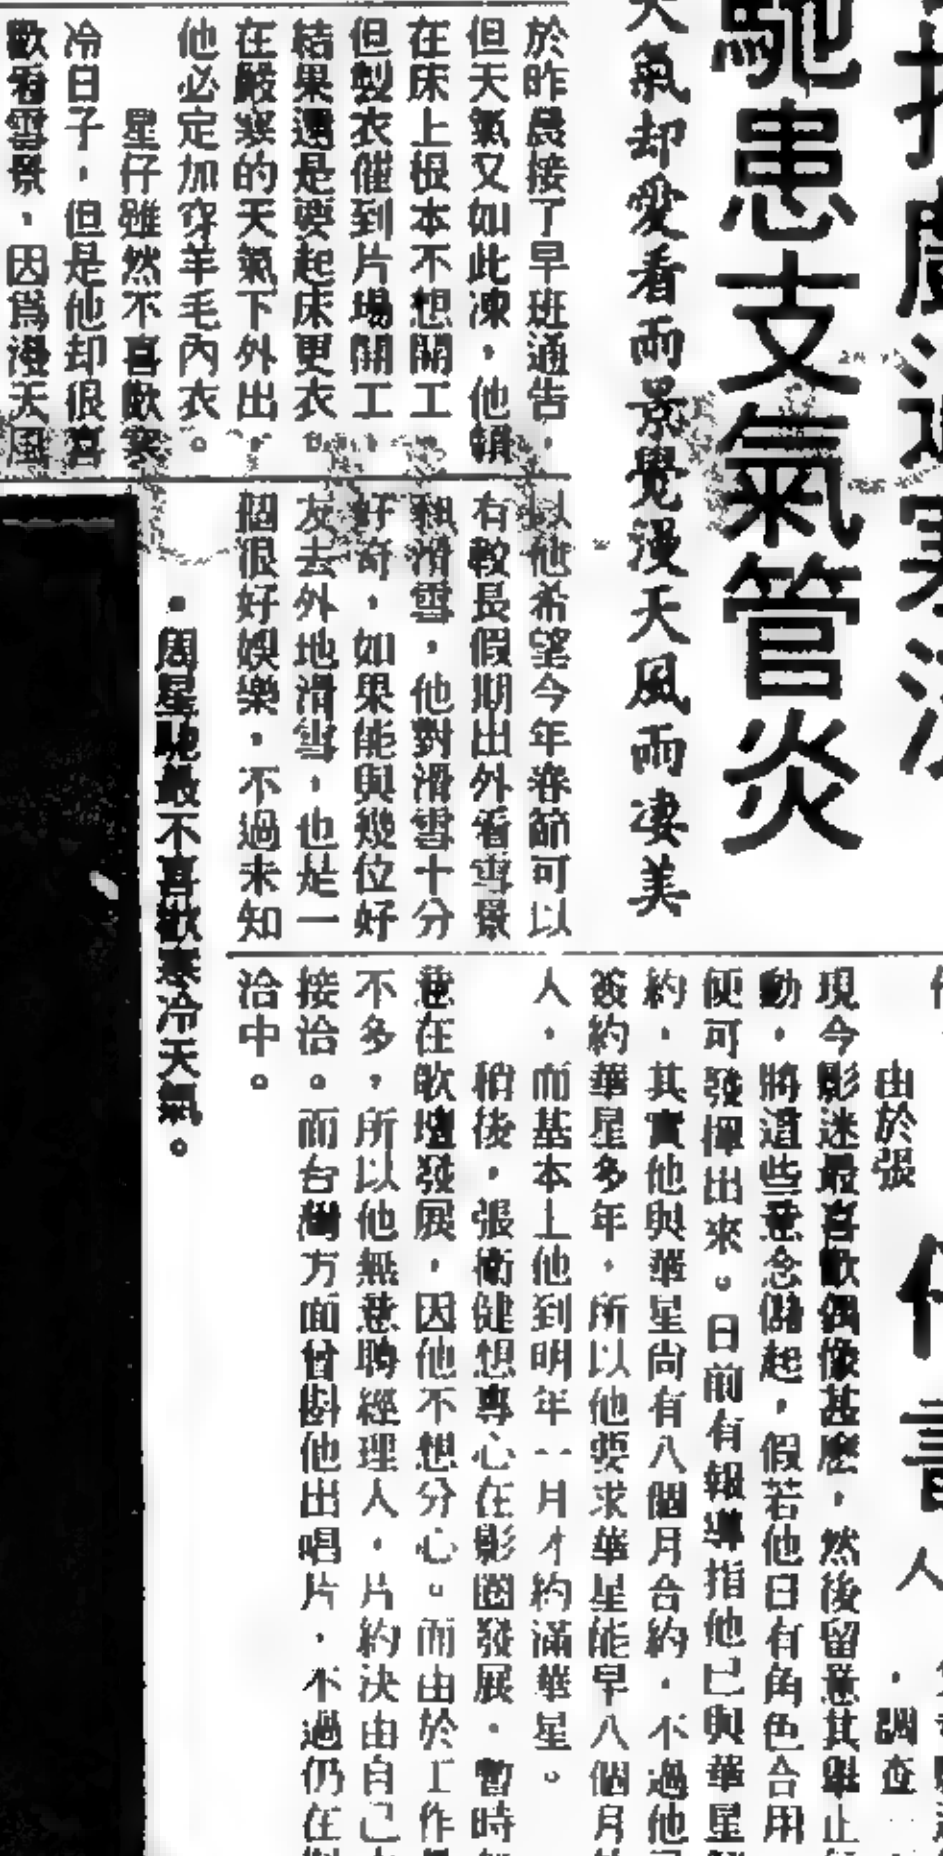 馳患支氣管炎
天氣却愛看雨景覺漫天風雨凄美
於昨晨接了早班通告，
但天氣又如此凍，他頓
在床上根本不想開工
但製衣催到片場開工
結果還是要起床更衣
在嚴寒的天氣下外出，
他必定加穿羊毛內衣。
星仔雖然不喜歡寒
冷日子，但是他却很喜
歡看雲景，因爲漫天風
以他希望今年春節可以
有較長假期出外看雪景
和滑雪，他對滑雪十分
好奇，如果能與幾位好
友去外地滑雪，也是一
個很好娛樂，不過未知
•周星馳最不喜歡寒冷天氣。
由於張
，調查
現今影迷最喜歡偶像甚麼，然後留意其舉止
動，將這些意念儲起，假若他日有角色合用
便可發揮出來。日前有報導指他已與華星
約，其實他與華星尚有八個月合約，不過他
簽約華星多年，所以他要求華星能早八個月
人，而基本上他到明年一月才約滿華星。
稍後，張衛健想專心在影圈發展，暫時
意在歌壇發展，因他不想分心。而由於工作
不多，所以他無意聘經理人，片約決由自己
接洽。而台灣方面曾斟他出唱片，不過仍在
洽中。